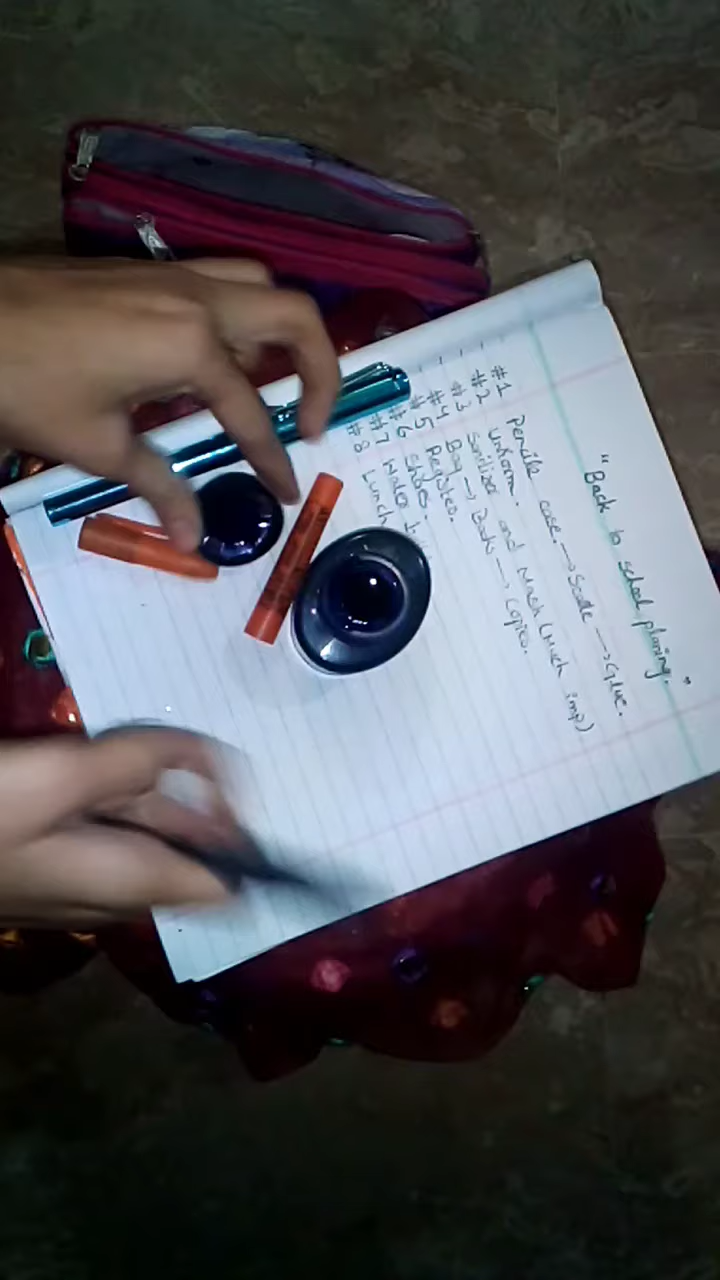 "Back to school planing."
#1 Pencile case. → Scale → Glue.
#2 Uniform.
#3 Sanitizer and Mask (Much imp)
#4 Bag → Books → Copies.
#5 Register.
#6 Shoes.
#7 Water
#8 Lunch